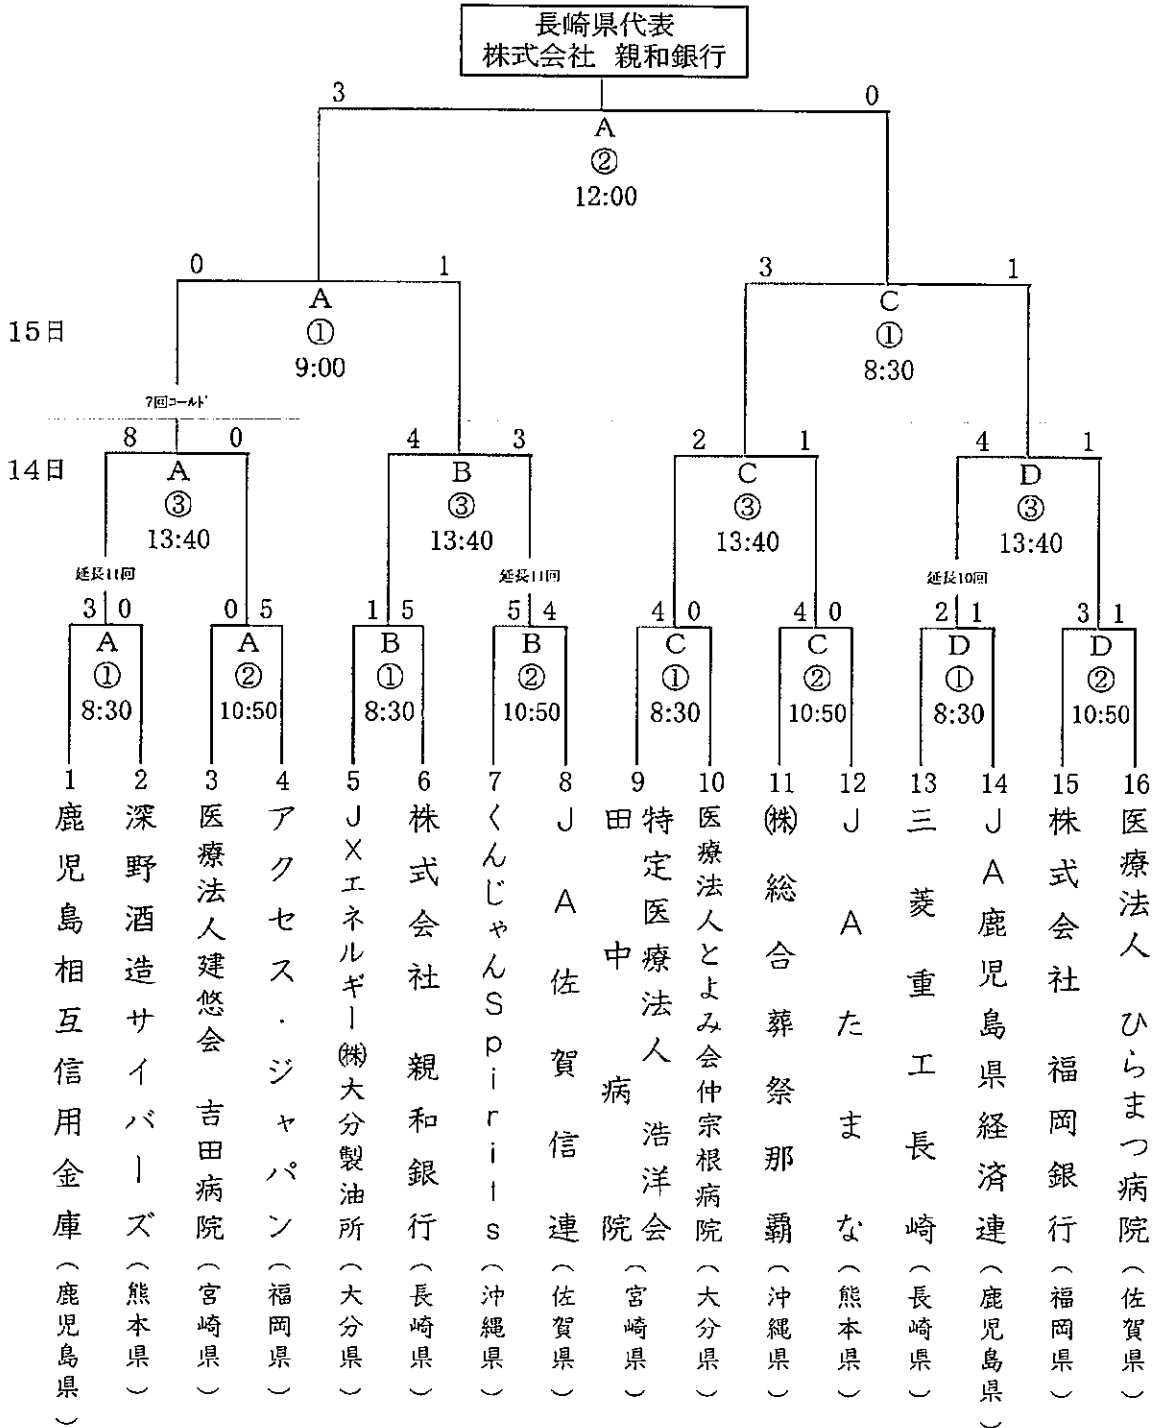 長崎県代表
株式会社 親和銀行
3 0
A
②
12:00
0 1 3 1
A C
15日 ① ①
9:00 8:30
7回コールド
8 0 4 3 2 1 4 1
14日 A B C D
③ ③ ③ ③
13:40 13:40 13:40 13:40
延長11回 延長11回 延長10回
3 0 0 5 1 5 5 4 4 0 4 0 2 1 3 1
A A B B C C D D
① ② ① ② ① ② ① ②
8:30 10:50 8:30 10:50 8:30 10:50 8:30 10:50
1 2 3 4 5 6 7 8 9 10 11 12 13 14 15 16
鹿児島相互信用金庫(鹿児島県)
深野酒造サイバーズ(熊本県)
医療法人建悠会 吉田病院(宮崎県)
アクセス・ジャパン(福岡県)
JXエネルギー㈱大分製油所(大分県)
株式会社 親和銀行(長崎県)
くんじゃんSpirits(沖縄県)
JA佐賀信連(佐賀県)
特定医療法人 浩洋会
田中病院(宮崎県)
医療法人とよみ会仲宗根病院(大分県)
㈱総合葬祭那覇(沖縄県)
JAたまな(熊本県)
三菱重工長崎(長崎県)
JA鹿児島県経済連(鹿児島県)
株式会社 福岡銀行(福岡県)
医療法人 ひらまつ病院(佐賀県)